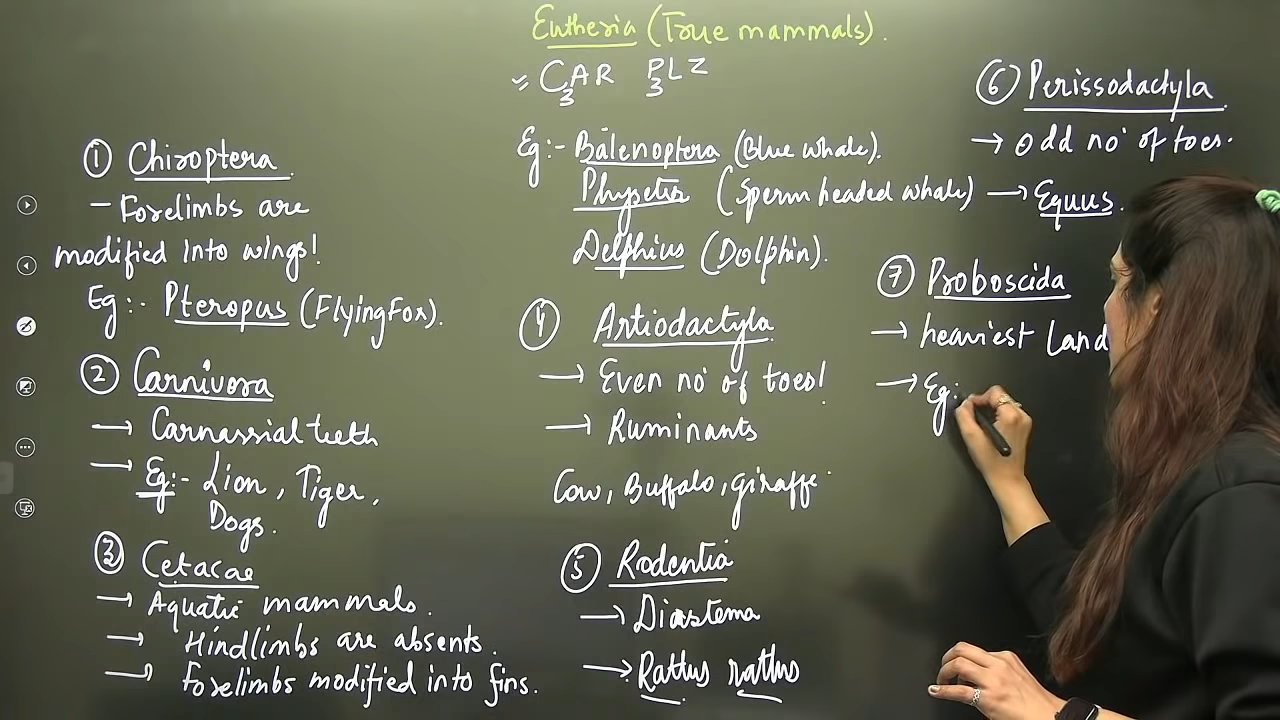 Eutheria (True mammals).
C₃AR P₃LZ
① Chiroptera
- Forelimbs are
modified into wings!
Eg:- Pteropus (FlyingFox).
② Carnivora
→ Carnassial teeth
→ Eg:- Lion, Tiger,
Dogs.
③ Cetacae
→ Aquatic mammals.
→ Hindlimbs are absents.
→ Forelimbs modified into fins.
Eg:- Balenoptera (Blue whale).
Physeter (Sperm headed whale)
Delphius (Dolphin).
④ Artiodactyla
→ Even no' of toes!
→ Ruminants
Cow, Buffalo, giraffe
⑤ Rodentia
→ Diastema
→ Rattus rattus
⑥ Perissodactyla
→ Odd no' of toes.
→ Equus.
⑦ Proboscida
→ heaviest Land
→ Eg: